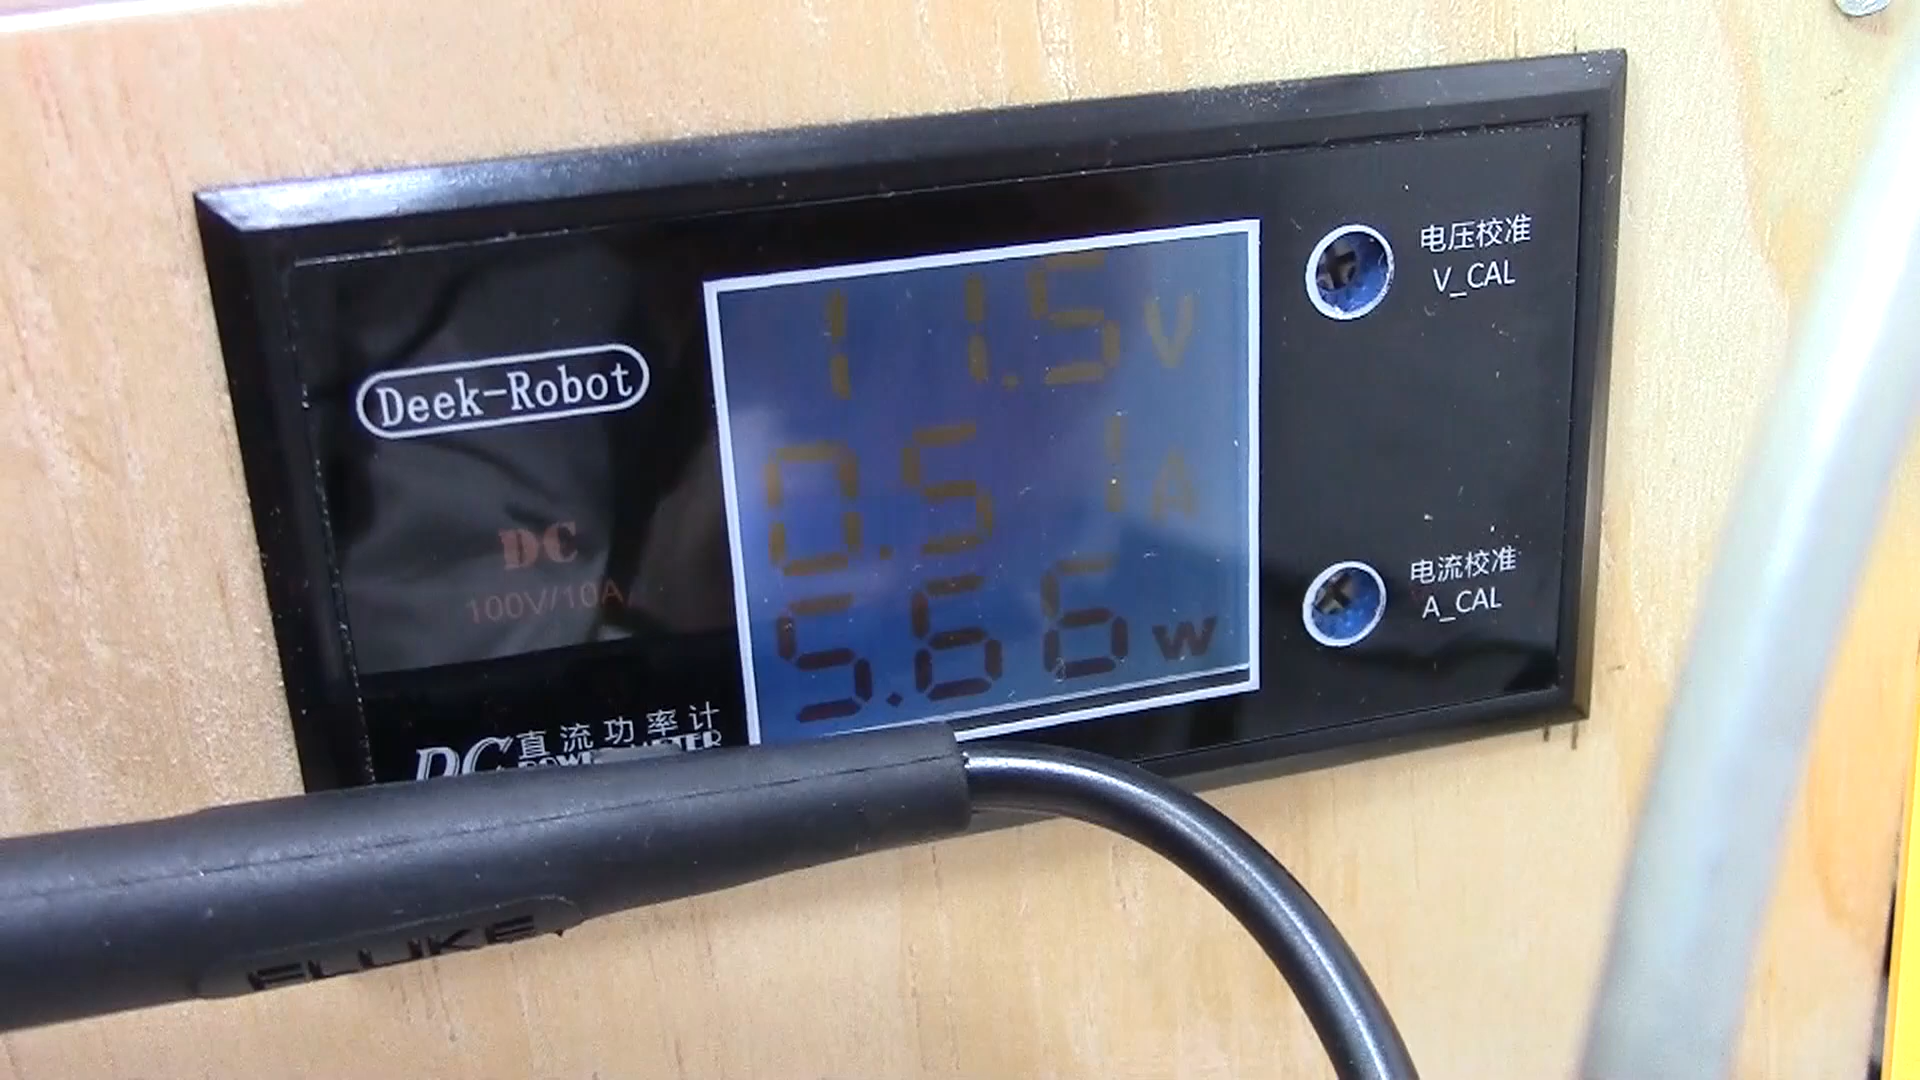 Deek-Robot
DC
100V/10A
直流功率计
DC
11.5V
0.51A
5.66W
电压校准
V_CAL
电流校准
A_CAL
FLUKE